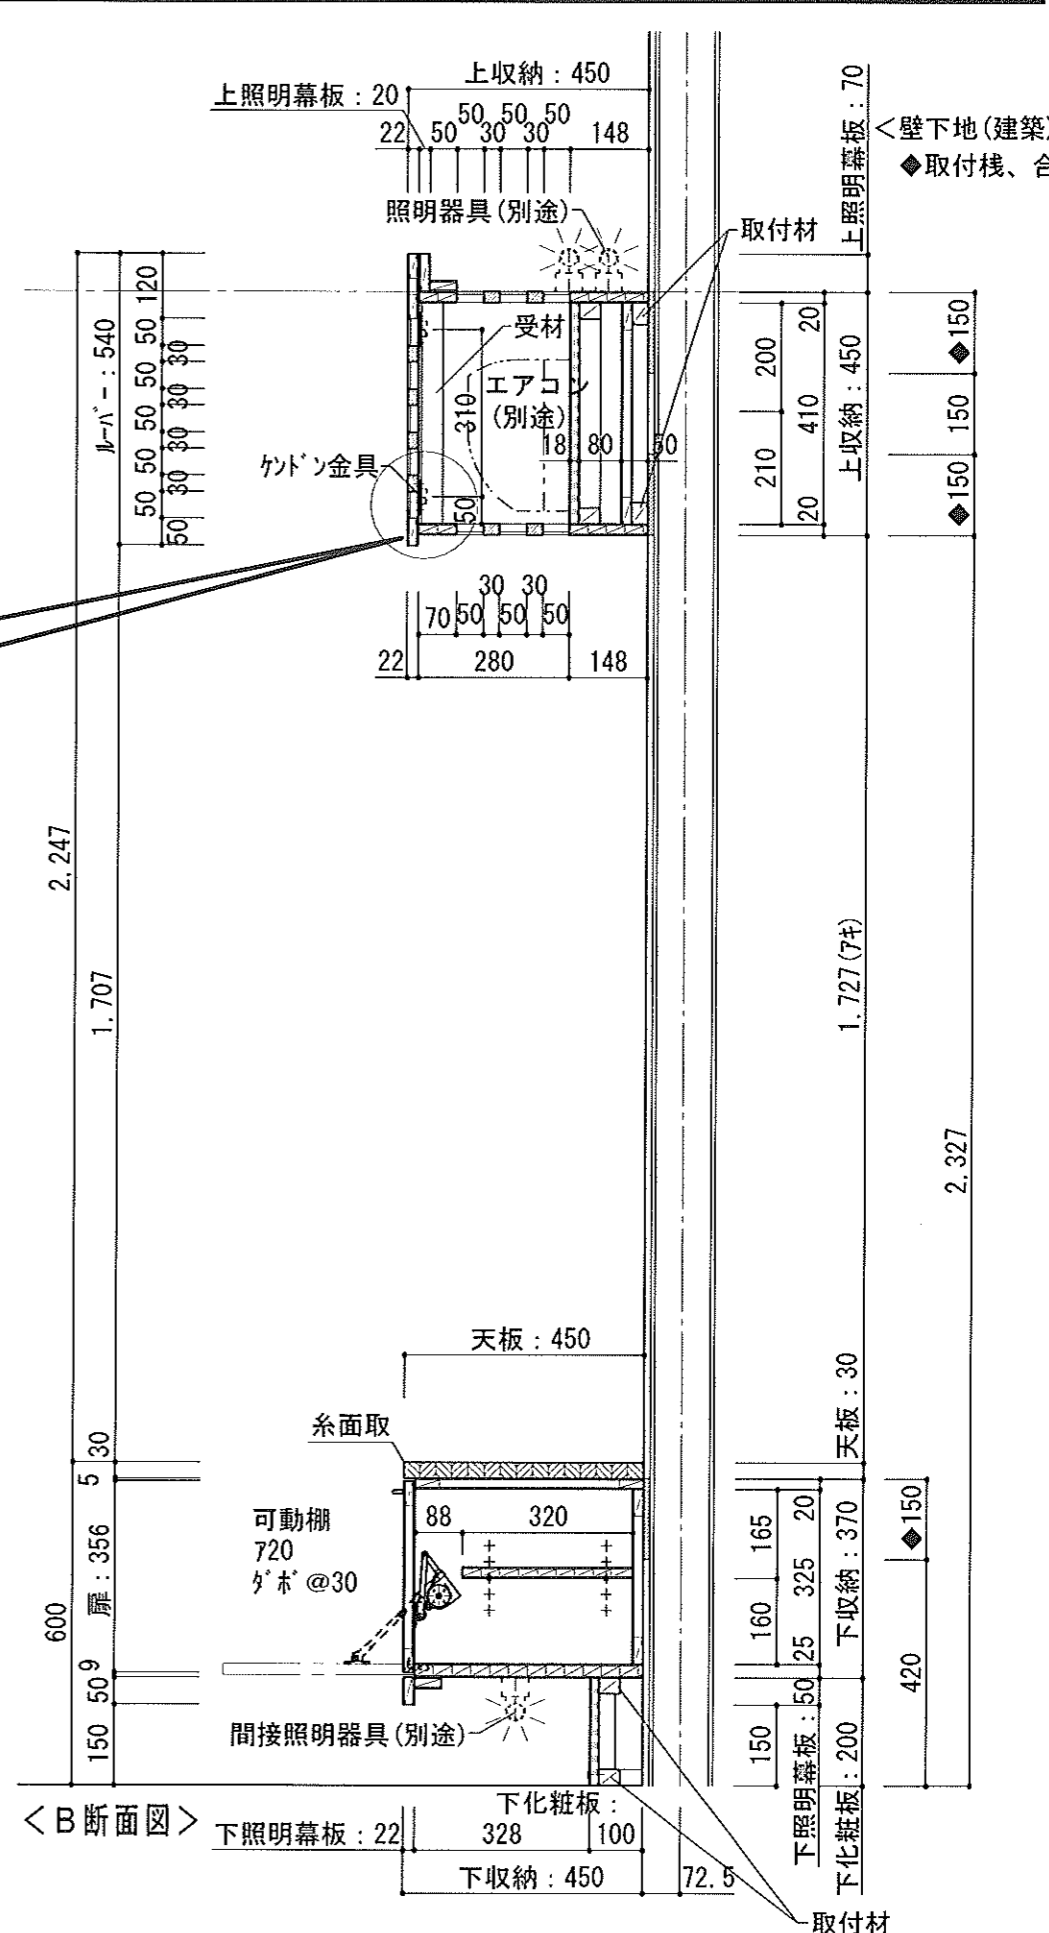 上収納：450
上照明幕板：20
50 50 50
22 50 30 30 148
上照明幕板：70
＜壁下地(建築)
◆取付桟、合
照明器具(別途)
取付材
ルーバー：540
120
50
50
30
50
30
50
30
50
30
50
受材
エアコン
(別途)
310
18 80 50
ケンドン金具
50
200
210
20
410
20
上収納：450
◆150
150
◆150
30 30
70 50 50 50
22 280 148
2,247
1,707
1,727(アキ)
2,327
天板：450
糸面取
30
5
扉：356
9
50
150
600
可動棚
ｱ20
ダボ@30
88 320
165
160
20
325
25
天板：30
下収納：370
◆150
420
150
下照明幕板：50
下化粧板：200
間接照明器具(別途)
＜B断面図＞
下化粧板：
下照明幕板：22 328 100
下収納：450 72.5
取付材